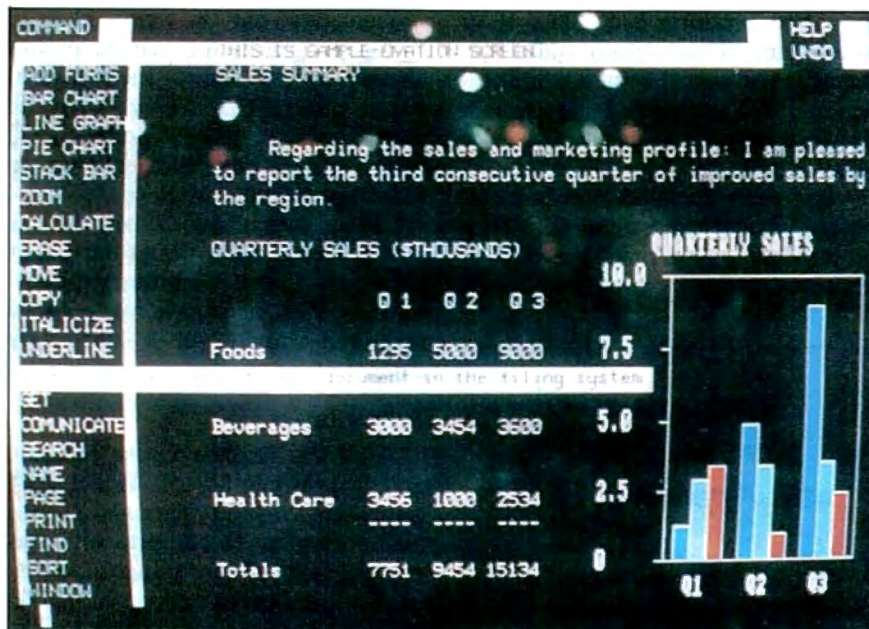 COMMAND
HELP
THIS IS SAMPLE-OVATION SCREEN
UNDO
ADD FORMS
SALES SUMMARY
BAR CHART
LINE GRAPH
PIE CHART
Regarding the sales and marketing profile: I am pleased
STACK BAR
to report the third consecutive quarter of improved sales by
ZOOM
the region.
CALCULATE
ERASE
QUARTERLY SALES ($THOUSANDS)
QUARTERLY SALES
MOVE
10.0
COPY
Q 1 Q 2 Q 3
ITALICIZE
UNDERLINE
Foods 1295 5000 9000
7.5
document in the filing system
SET
COMUNICATE
Beverages 3000 3454 3600
5.0
SEARCH
NAME
PAGE
Health Care 3456 1000 2534
2.5
PRINT
---- ---- ----
FIND
SORT
Totals 7751 9454 15134
0
WINDOW
Q1 Q2 Q3